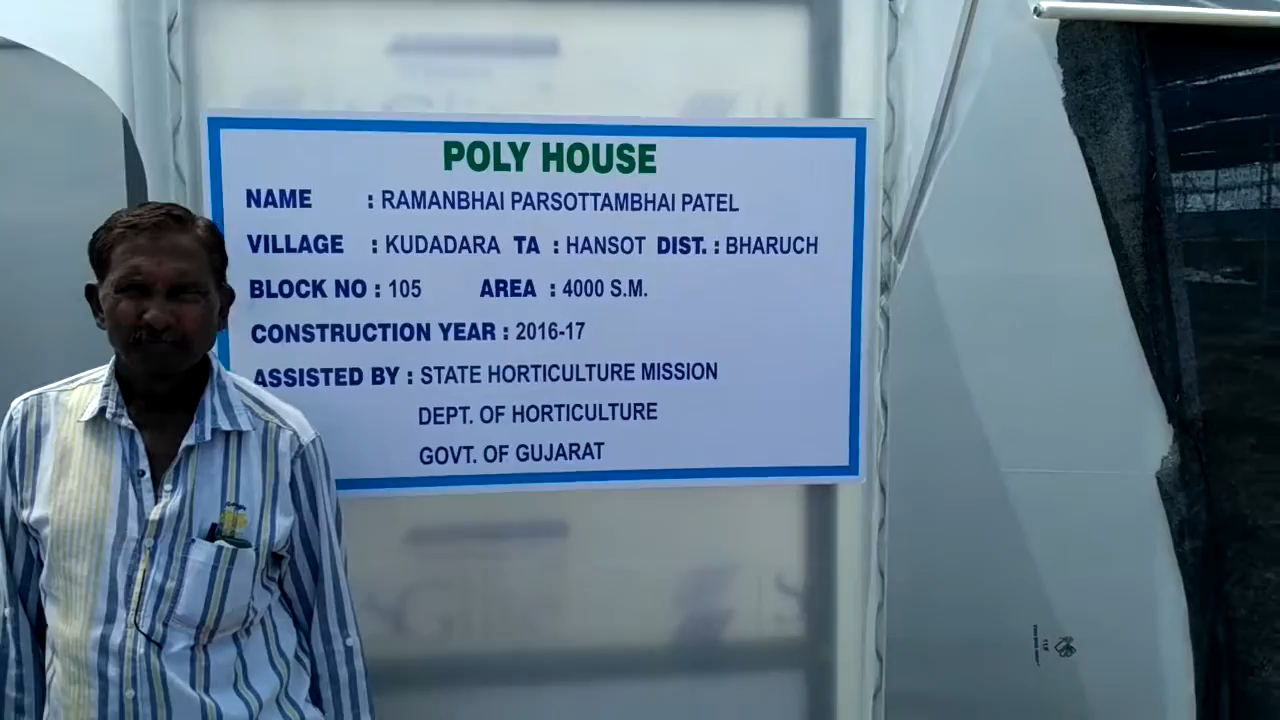 POLY HOUSE
NAME : RAMANBHAI PARSOTTAMBHAI PATEL
VILLAGE : KUDADARA TA : HANSOT DIST. : BHARUCH
BLOCK NO : 105 AREA : 4000 S.M.
CONSTRUCTION YEAR : 2016-17
ASSISTED BY : STATE HORTICULTURE MISSION
DEPT. OF HORTICULTURE
GOVT. OF GUJARAT